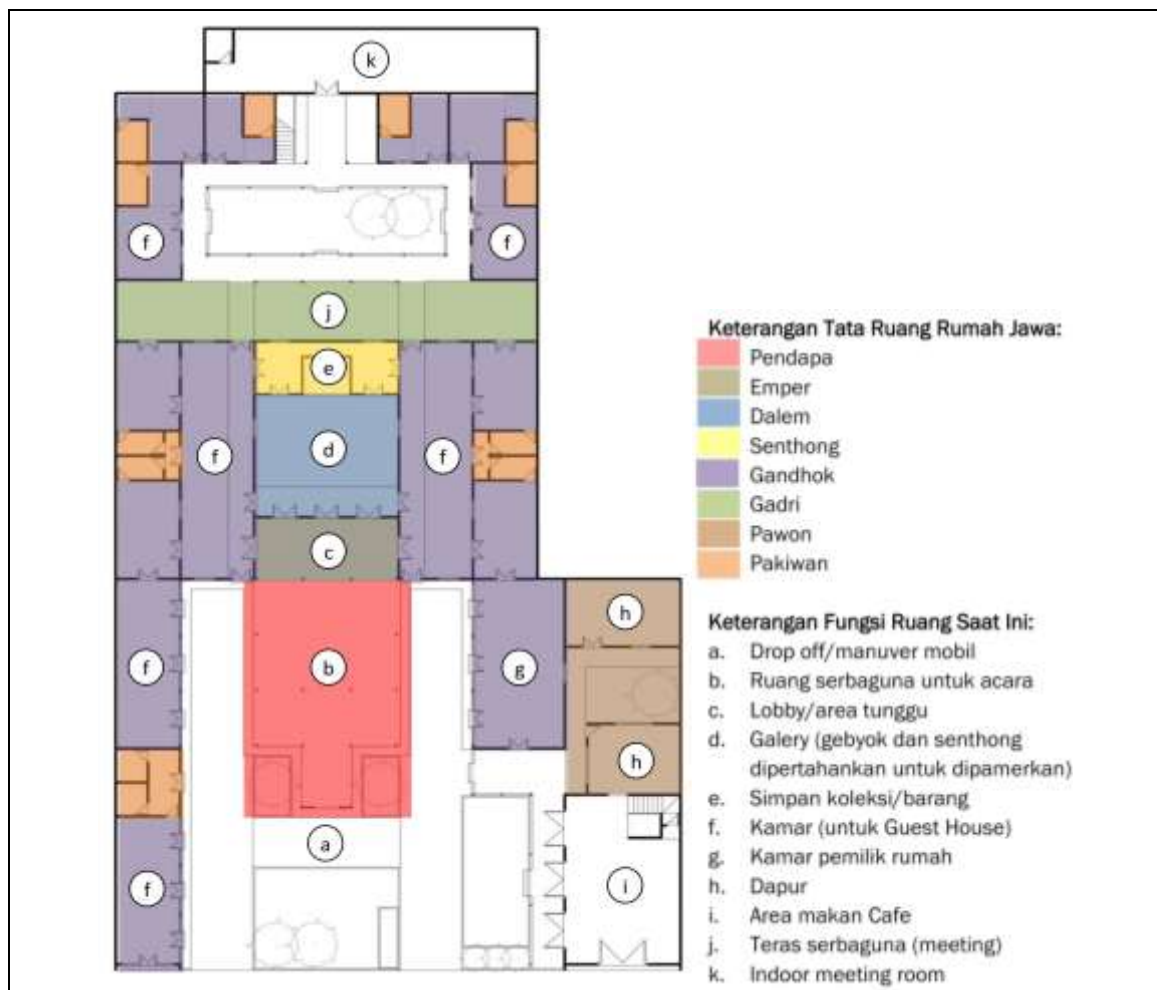 k
f
f
j
e
f
d
f
c
h
f
b
g
h
a
f
i
Keterangan Tata Ruang Rumah Jawa:
Pendapa
Emper
Dalem
Senthong
Gandhok
Gadri
Pawon
Pakiwan
Keterangan Fungsi Ruang Saat Ini:
a. Drop off/manuver mobil
b. Ruang serbaguna untuk acara
c. Lobby/area tunggu
d. Galery (gebyok dan senthong
dipertahankan untuk dipamerkan)
e. Simpan koleksi/barang
f. Kamar (untuk Guest House)
g. Kamar pemilik rumah
h. Dapur
i. Area makan Cafe
j. Teras serbaguna (meeting)
k. Indoor meeting room